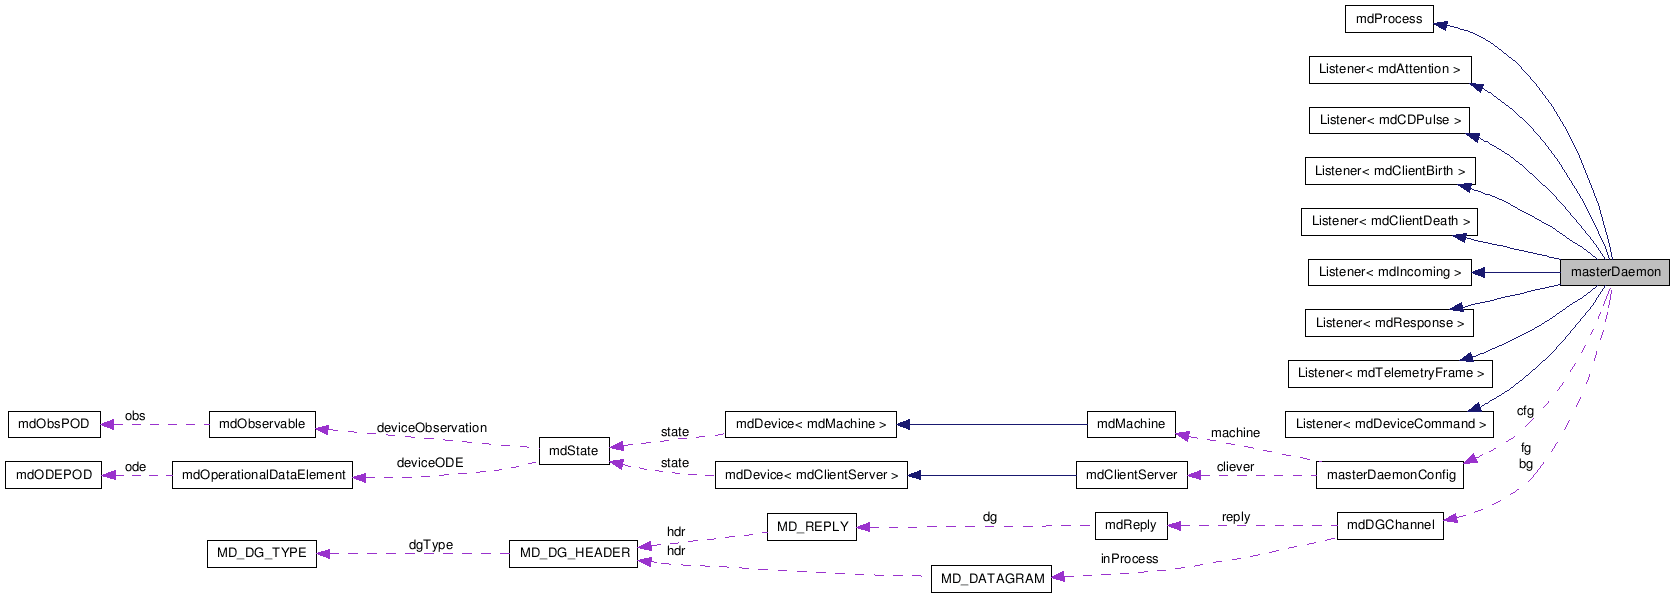 mdProcess
Listener< mdAttention >
Listener< mdCDPulse >
Listener< mdClientBirth >
Listener< mdClientDeath >
Listener< mdIncoming >
masterDaemon
Listener< mdResponse >
Listener< mdTelemetryFrame >
cfg
mdObsPOD
obs
mdObservable
deviceObservation
state
mdDevice< mdMachine >
mdMachine
machine
Listener< mdDeviceCommand >
mdState
fg
bg
mdODEPOD
ode
mdOperationalDataElement
deviceODE
state
mdDevice< mdClientServer >
mdClientServer
cliever
masterDaemonConfig
hdr
MD_REPLY
dg
mdReply
reply
mdDGChannel
MD_DG_TYPE
dgType
MD_DG_HEADER
hdr
inProcess
MD_DATAGRAM